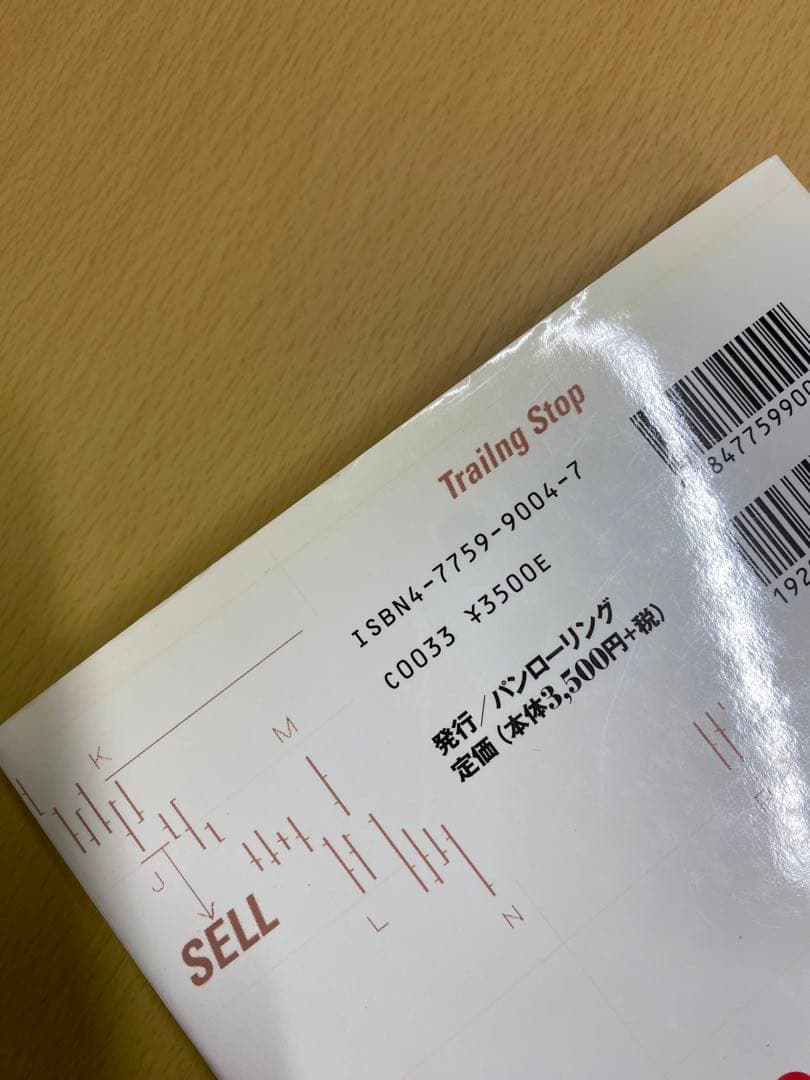 Trailng Stop
ISBN4-7759-9004-7
C0033 ¥3500E
発行／パンローリング
定価（本体3,500円+税）
K
M
J
SELL
L
N